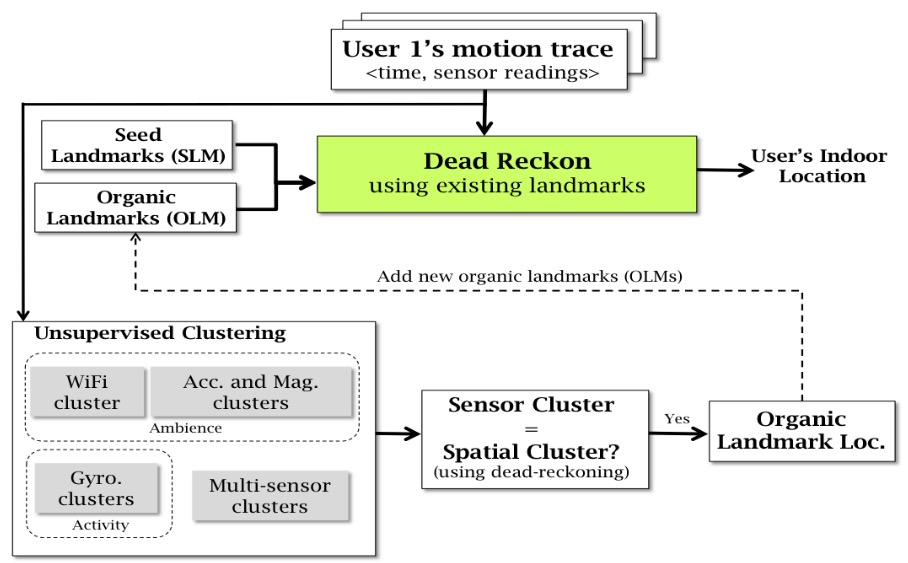 User 1's motion trace
<time, sensor readings>
Seed
Landmarks (SLM)
Dead Reckon
using existing landmarks
User's Indoor
Location
Organic
Landmarks (OLM)
Add new organic landmarks (OLMs)
Unsupervised Clustering
WiFi
cluster
Acc. and Mag.
clusters
Ambience
Gyro.
clusters
Activity
Multi-sensor
clusters
Sensor Cluster
=
Spatial Cluster?
(using dead-reckoning)
Yes
Organic
Landmark Loc.